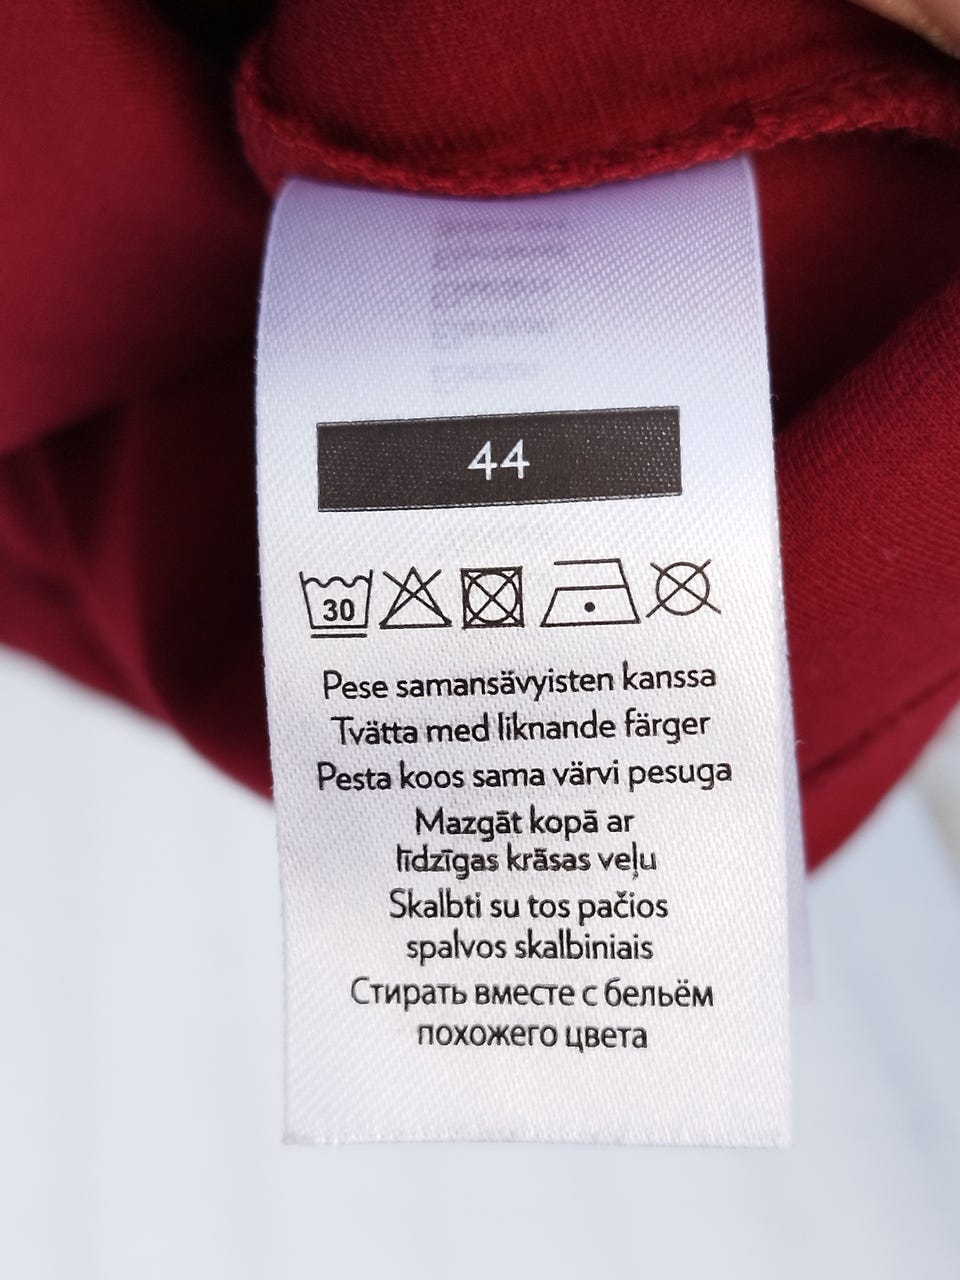 44
30
Pese samansävyisten kanssa
Tvätta med liknande färger
Pesta koos sama värvi pesuga
Mazgāt kopā ar
līdzīgas krāsas veļu
Skalbti su tos pačios
spalvos skalbiniais
Стирать вместе с бельём
похожего цвета